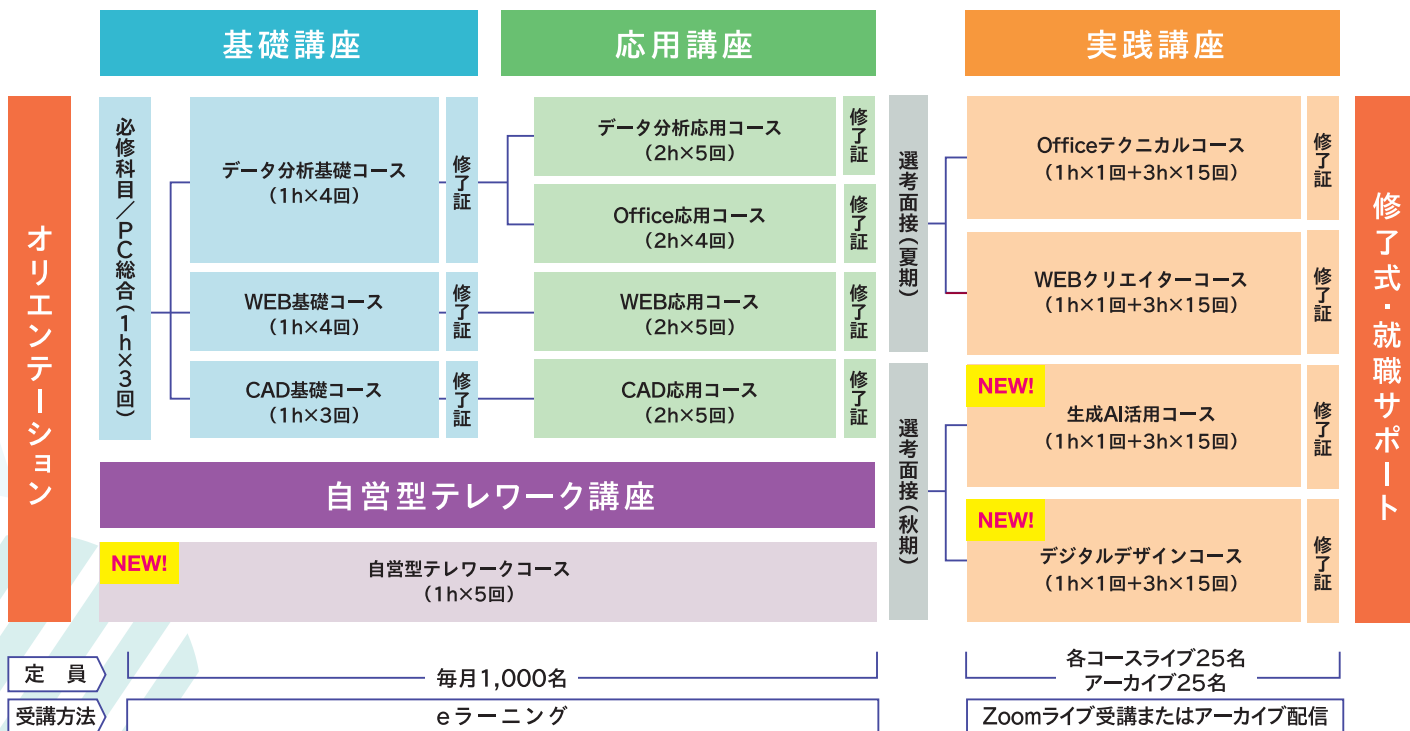 基礎講座
応用講座
実践講座
オリエンテーション
必修科目/PC総合(1h×3回)
データ分析基礎コース
(1h×4回)
修了証
WEB基礎コース
(1h×4回)
修了証
CAD基礎コース
(1h×3回)
修了証
データ分析応用コース
(2h×5回)
修了証
Office応用コース
(2h×4回)
修了証
WEB応用コース
(2h×5回)
修了証
CAD応用コース
(2h×5回)
修了証
自営型テレワーク講座
NEW!
自営型テレワークコース
(1h×5回)
選考面接(夏期)
選考面接(秋期)
Officeテクニカルコース
(1h×1回+3h×15回)
修了証
WEBクリエイターコース
(1h×1回+3h×15回)
修了証
NEW!
生成AI活用コース
(1h×1回+3h×15回)
修了証
NEW!
デジタルデザインコース
(1h×1回+3h×15回)
修了証
修了式・就職サポート
定 員
毎月1,000名
各コースライブ25名
アーカイブ25名
受講方法
eラーニング
Zoomライブ受講またはアーカイブ配信